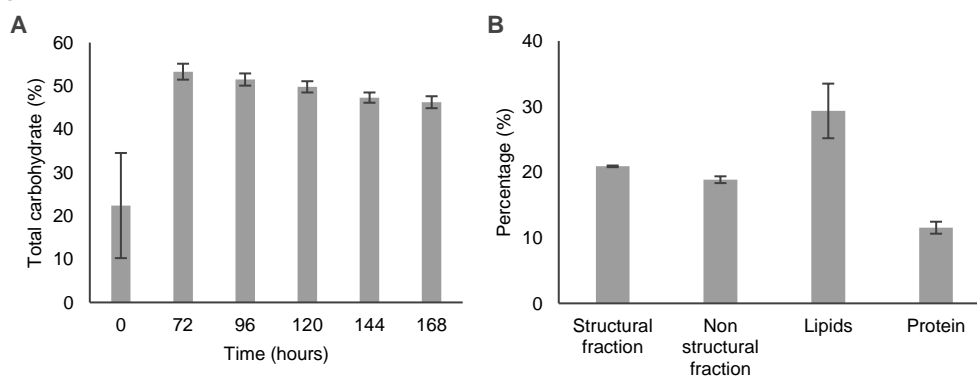 A
Total carbohydrate (%)
60
50
40
30
20
10
0
0 72 96 120 144 168
Time (hours)
B
Percentage (%)
40
30
20
10
0
Structural
fraction
Non
structural
fraction
Lipids
Protein